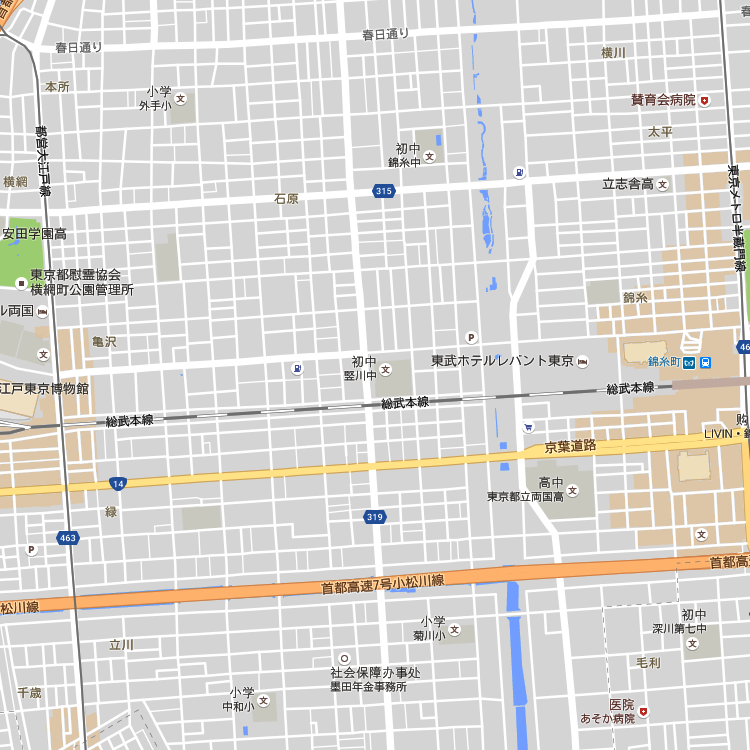 春日通り
春日通り
横川
本所
小学
外手小
賛育会病院
太平
都営大江戸線
初中
錦糸中
横網
石原
315
立志舎高
東京メトロ半蔵門線
安田学園高
東京都慰霊協会
横網町公園管理所
錦糸
ル両国
亀沢
P
初中
竪川中
東武ホテルレバント東京
錦糸町
46
江戸東京博物館
総武本線
総武本線
総武本線
购
LIVIN・錦
京葉道路
14
高中
東京都立両国高
緑
319
463
P
首都高速7号小松川線
首都高速
松川線
小学
菊川小
初中
深川第七中
立川
社会保障办事处
墨田年金事務所
毛利
千歳
小学
中和小
医院
あそか病院